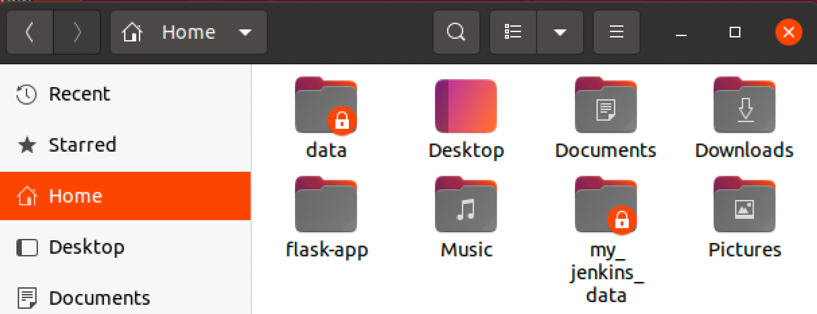 Home
Recent
Starred
Home
Desktop
Documents
data
Desktop
Documents
Downloads
flask-app
Music
my_
jenkins_
data
Pictures